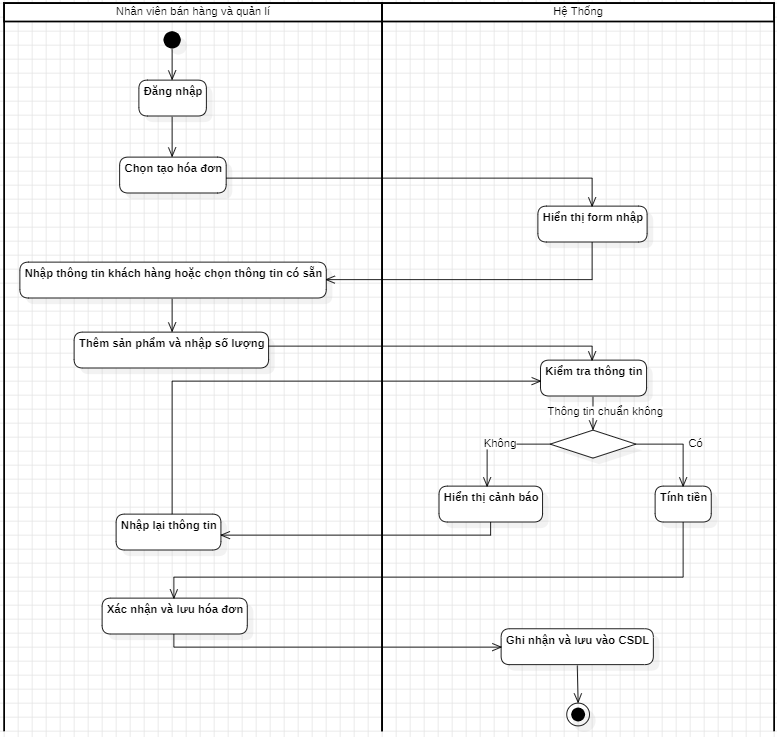 Nhân viên bán hàng và quản lí
Hệ Thống
Đăng nhập
Chọn tạo hóa đơn
Hiển thị form nhập
Nhập thông tin khách hàng hoặc chọn thông tin có sẵn
Thêm sản phẩm và nhập số lượng
Kiểm tra thông tin
Thông tin chuẩn không
Không
Có
Hiển thị cảnh báo
Tính tiền
Nhập lại thông tin
Xác nhận và lưu hóa đơn
Ghi nhận và lưu vào CSDL